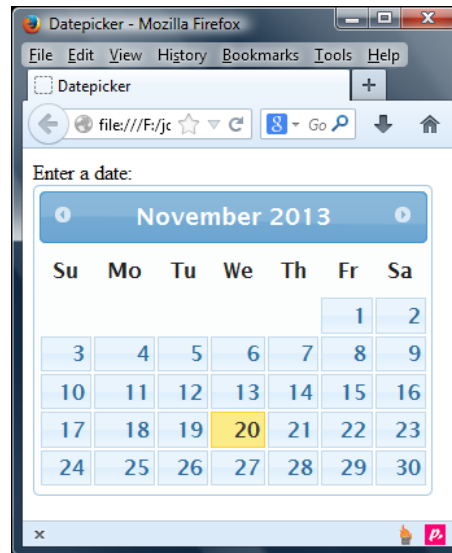 Datepicker - Mozilla Firefox
File Edit View History Bookmarks Tools Help
Datepicker +
file:///F:/jc 8 Go
Enter a date:
November 2013
Su Mo Tu We Th Fr Sa
1 2
3 4 5 6 7 8 9
10 11 12 13 14 15 16
17 18 19 20 21 22 23
24 25 26 27 28 29 30
x p.